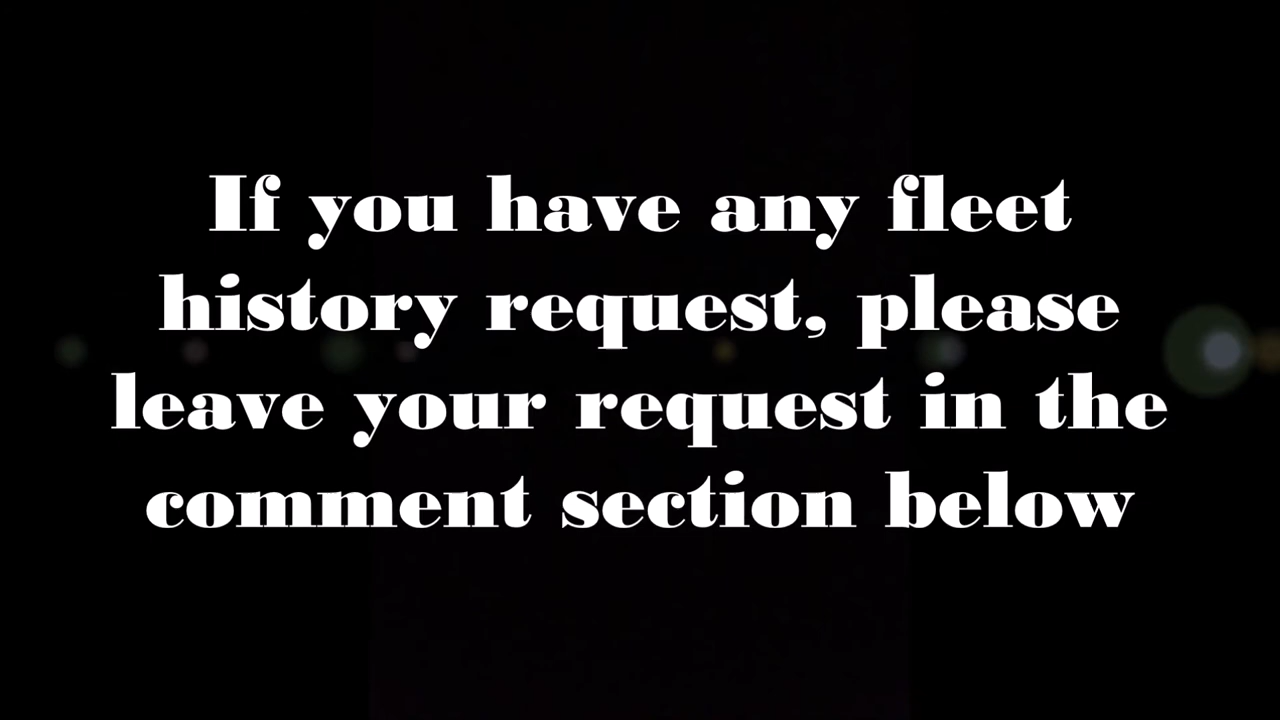 If you have any fleet
history request, please
leave your request in the
comment section below